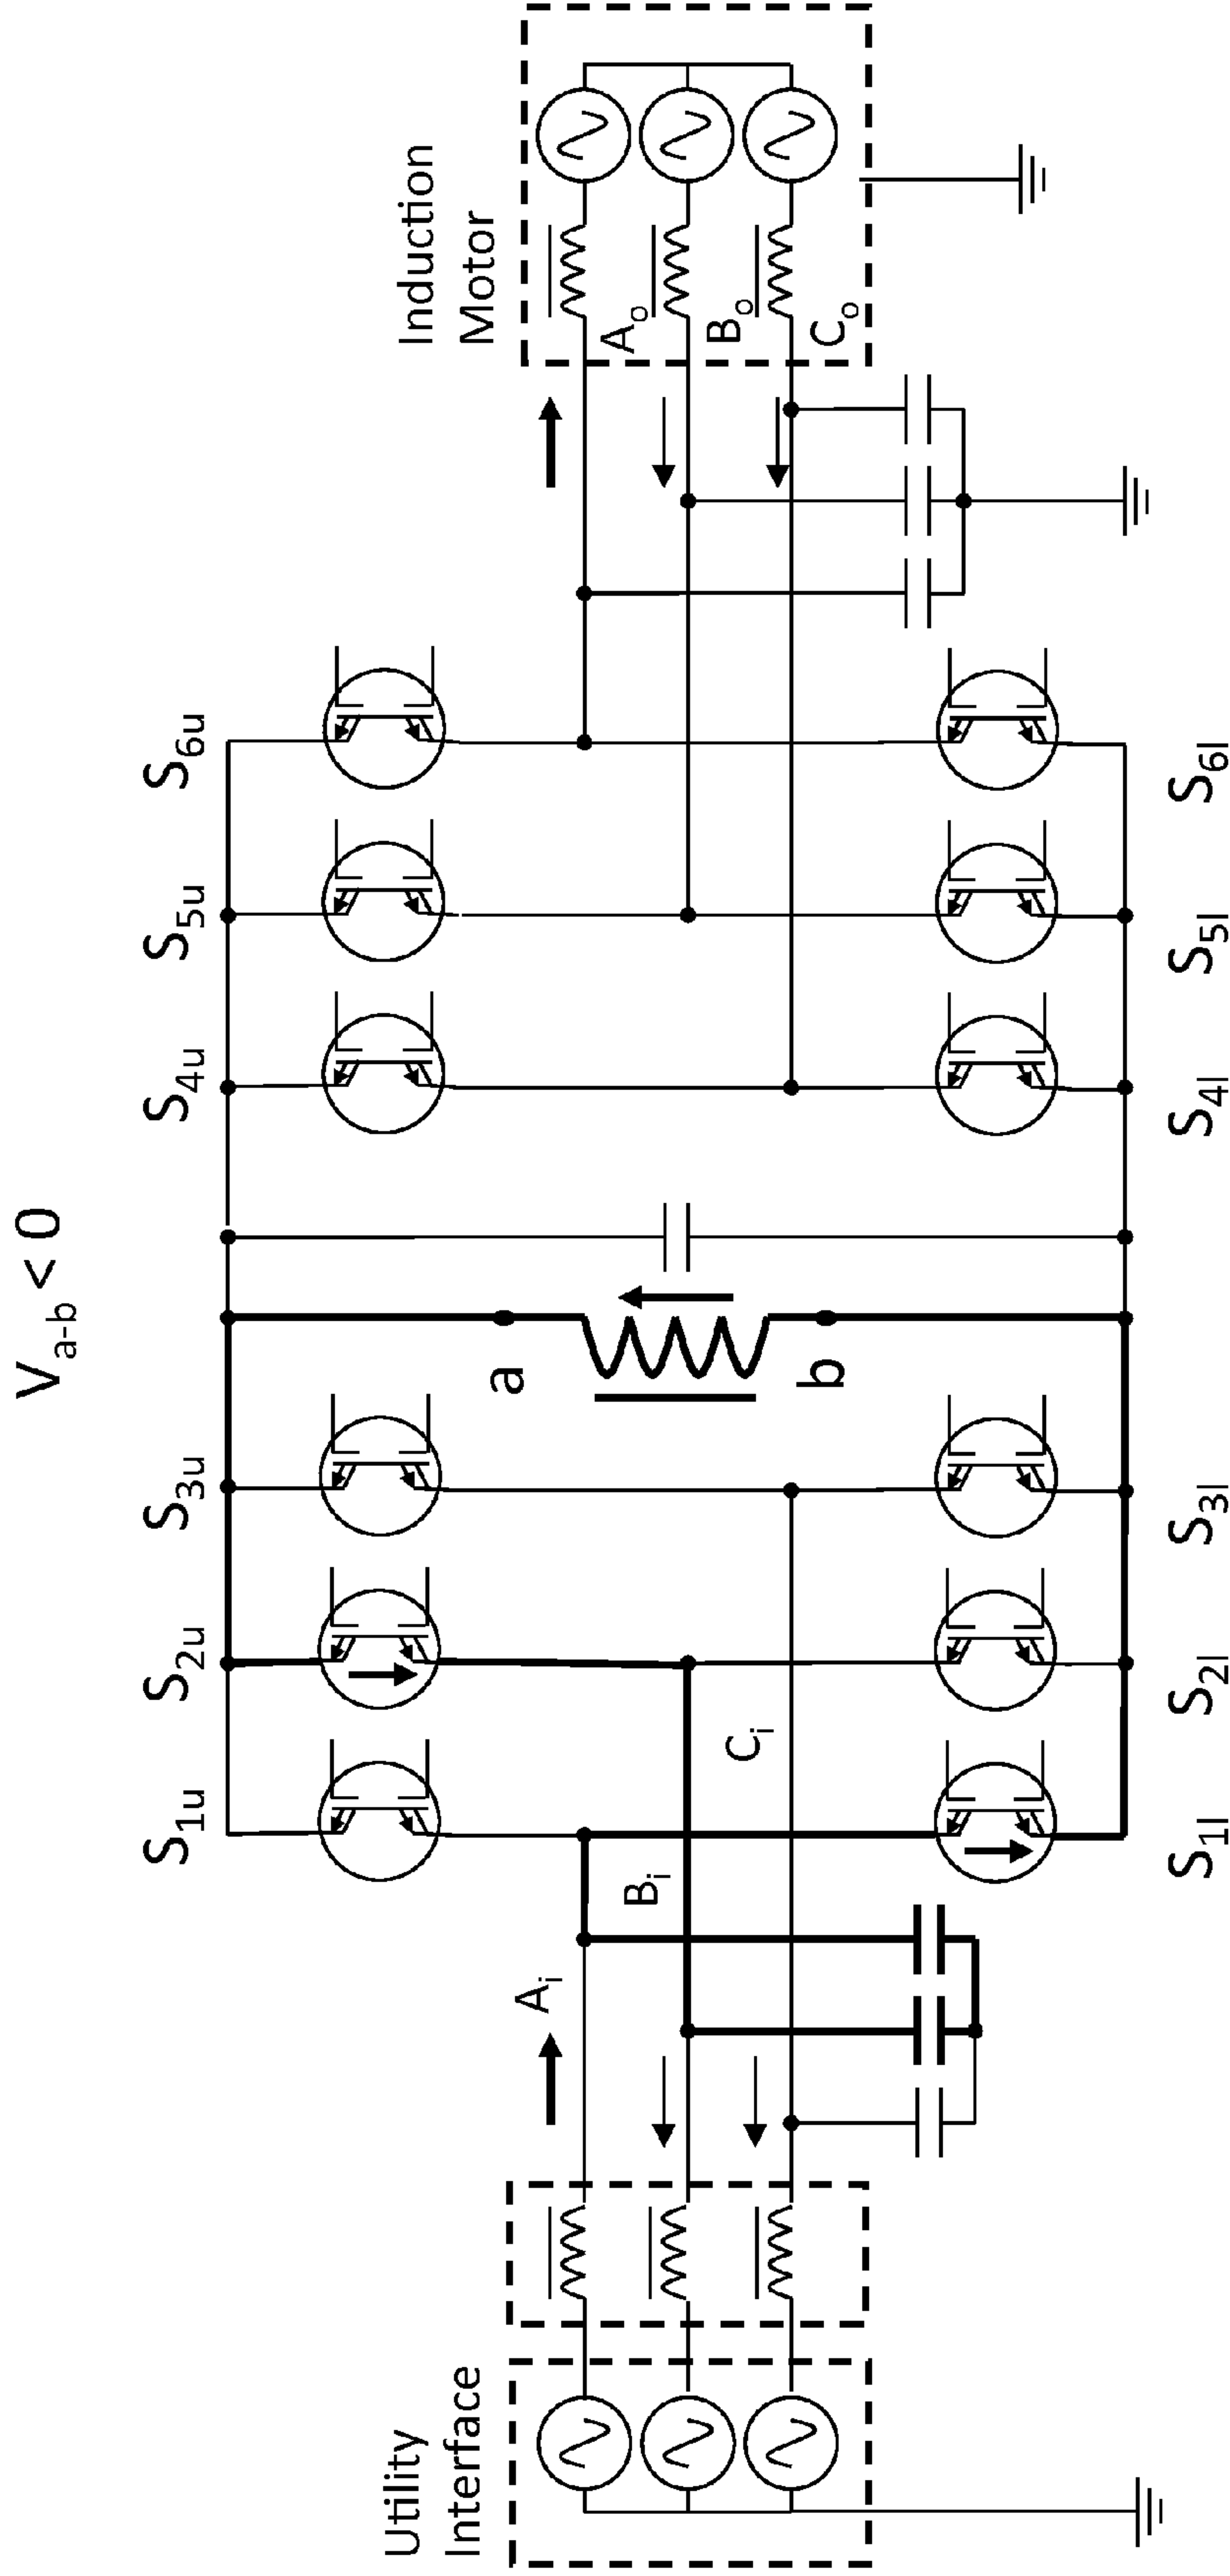 V a-b < 0
S1u
S2u
S3u
S4u
S5u
S6u
Utility
Interface
Induction
Motor
Ai
Bi
Ci
a
b
Ao
Bo
Co
S1l
S2l
S3l
S4l
S5l
S6l